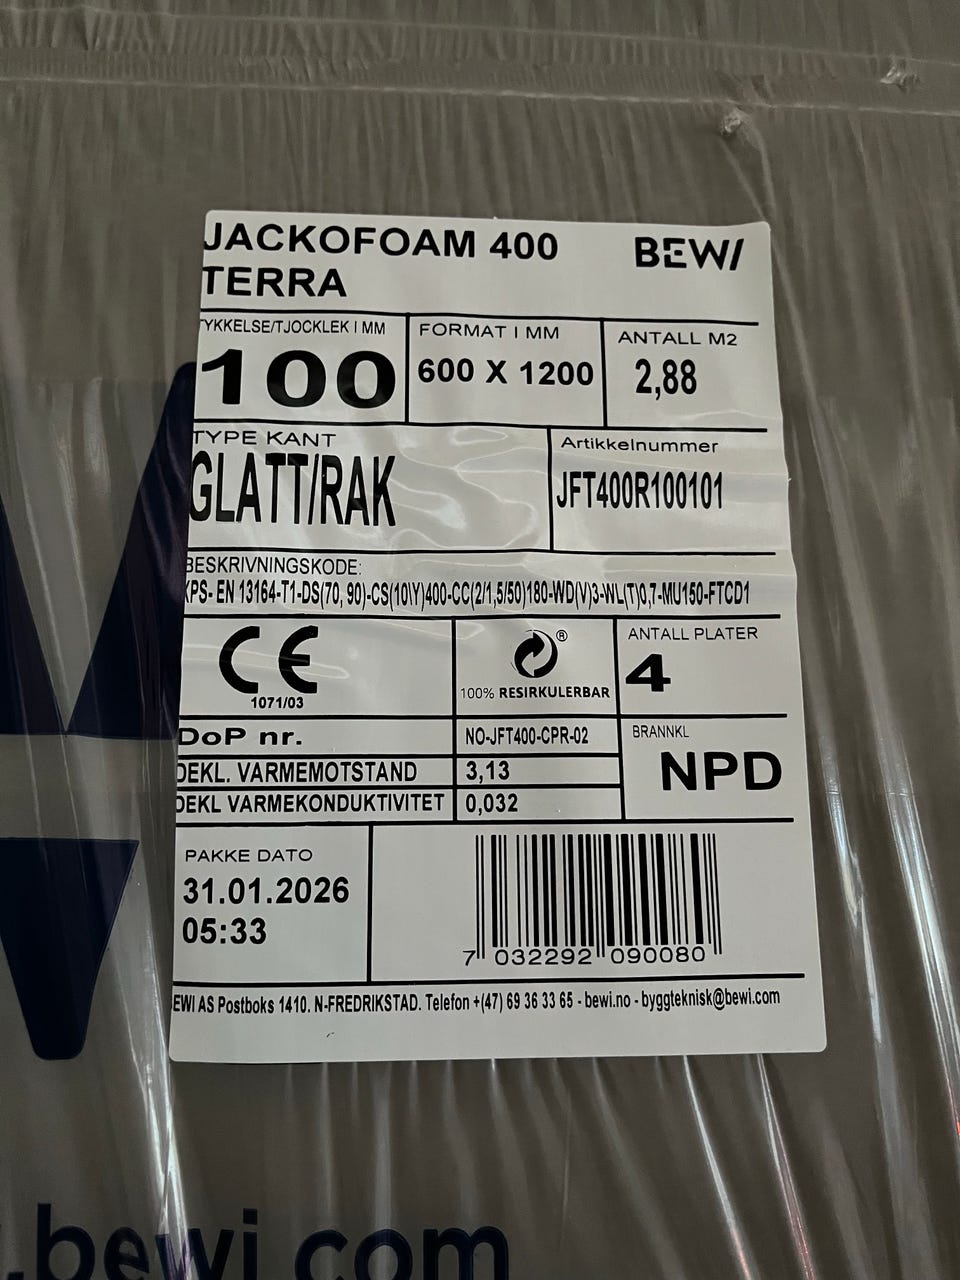 JACKOFOAM 400
TERRA
BEWI
TYKKELSE/TJOCKLEK I MM
100
FORMAT I MM
600 X 1200
ANTALL M2
2,88
TYPE KANT
GLATT/RAK
Artikkelnummer
JFT400R100101
BESKRIVNINGSKODE:
XPS- EN 13164-T1-DS(70, 90)-CS(10\Y)400-CC(2/1,5/50)180-WD(V)3-WL(T)0,7-MU150-FTCD1
CE
1071/03
®
100% RESIRKULERBAR
ANTALL PLATER
4
DoP nr.
NO-JFT400-CPR-02
DEKL. VARMEMOTSTAND
3,13
DEKL VARMEKONDUKTIVITET
0,032
BRANNKL
NPD
PAKKE DATO
31.01.2026
05:33
7 032292 090080
BEWI AS Postboks 1410. N-FREDRIKSTAD. Telefon +(47) 69 36 33 65 - bewi.no - byggteknisk@bewi.com
.bewi.com